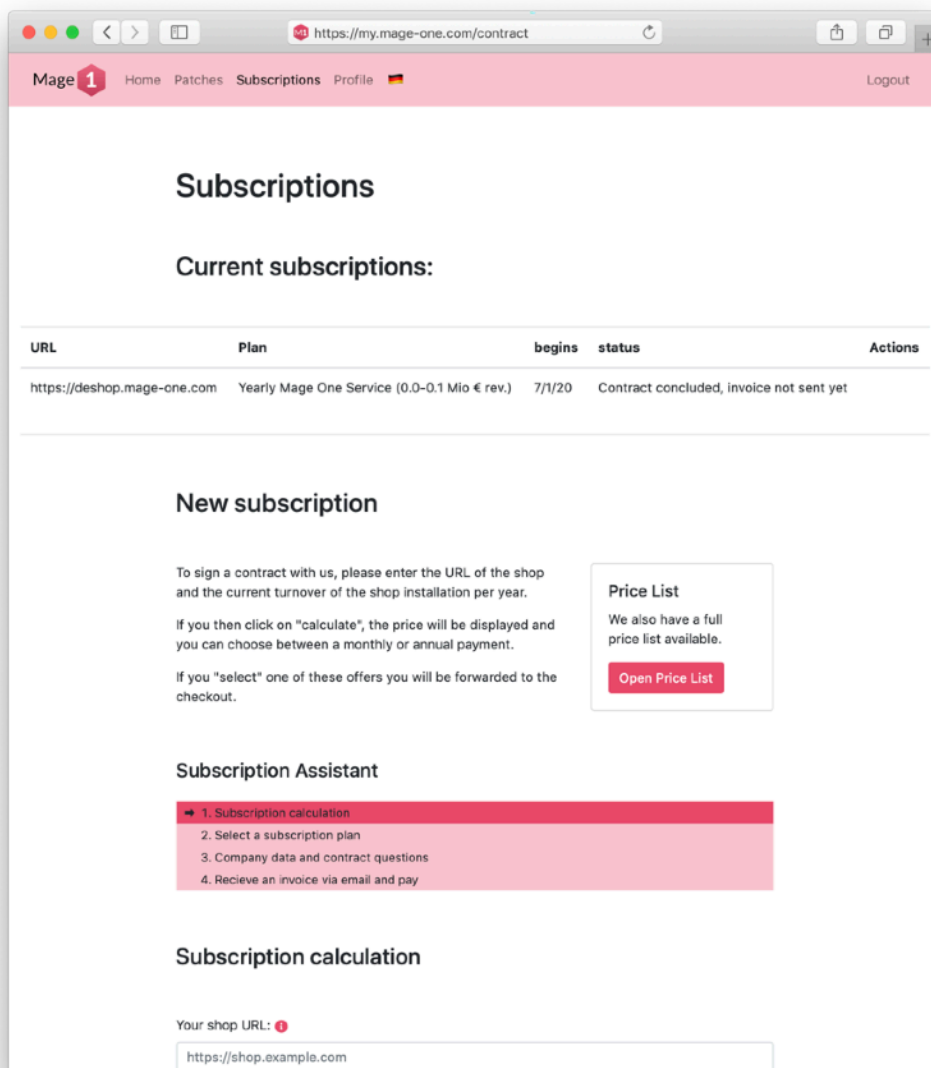 https://my.mage-one.com/contract
Mage 1 Home Patches Subscriptions Profile Logout
Subscriptions
Current subscriptions:
URL Plan begins status Actions
https://deshop.mage-one.com Yearly Mage One Service (0.0-0.1 Mio € rev.) 7/1/20 Contract concluded, invoice not sent yet
New subscription
To sign a contract with us, please enter the URL of the shop
and the current turnover of the shop installation per year.
If you then click on "calculate", the price will be displayed and
you can choose between a monthly or annual payment.
If you "select" one of these offers you will be forwarded to the
checkout.
Price List
We also have a full
price list available.
Open Price List
Subscription Assistant
1. Subscription calculation
2. Select a subscription plan
3. Company data and contract questions
4. Recieve an invoice via email and pay
Subscription calculation
Your shop URL:
https://shop.example.com